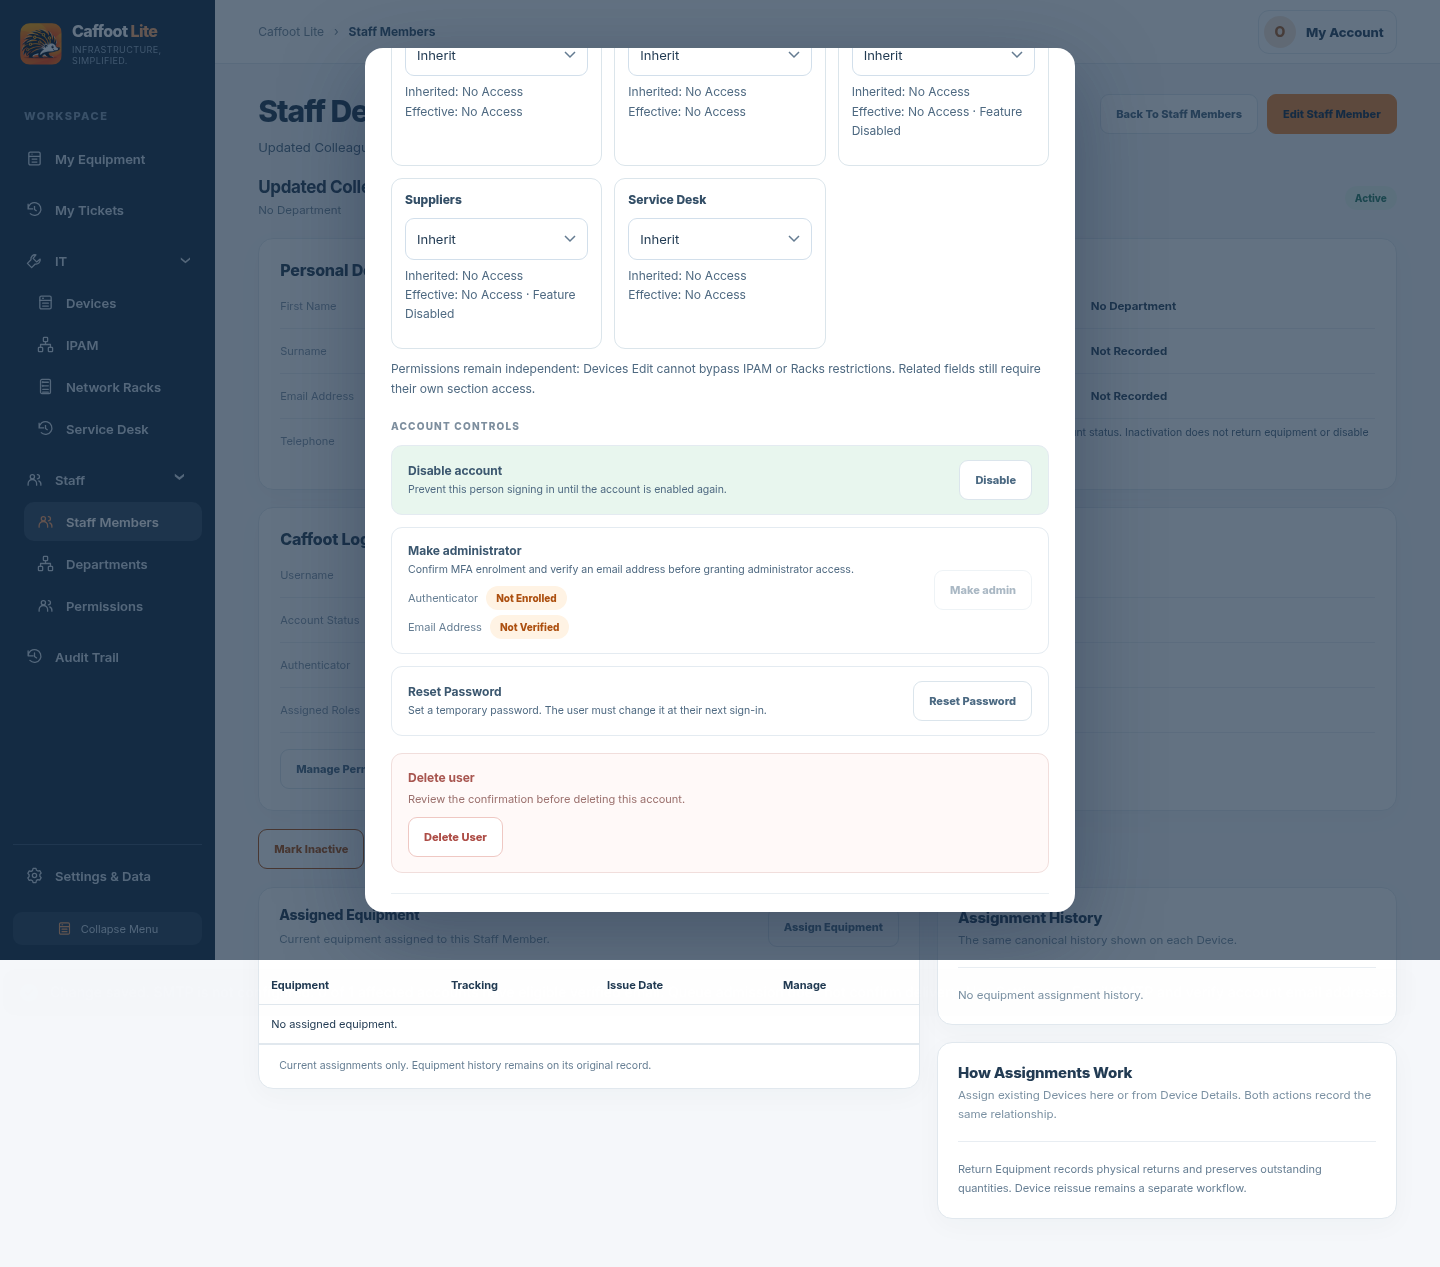 Caffoot Lite
INFRASTRUCTURE,
SIMPLIFIED.
WORKSPACE
My Equipment
My Tickets
IT
Devices
IPAM
Network Racks
Service Desk
Staff
Staff Members
Departments
Permissions
Audit Trail
Settings & Data
Collapse Menu
Caffoot Lite › Staff Members
O My Account
Staff De
Updated Colleagu
Back To Staff Members
Edit Staff Member
Updated Colle
No Department
Active
Personal De
First Name
Surname
Email Address
Telephone
No Department
Not Recorded
Not Recorded
nt status. Inactivation does not return equipment or disable
Caffoot Log
Username
Account Status
Authenticator
Assigned Roles
Manage Perr
Mark Inactive
Inherit
Inherited: No Access
Effective: No Access
Inherit
Inherited: No Access
Effective: No Access
Inherit
Inherited: No Access
Effective: No Access · Feature
Disabled
Suppliers
Inherit
Inherited: No Access
Effective: No Access · Feature
Disabled
Service Desk
Inherit
Inherited: No Access
Effective: No Access
Permissions remain independent: Devices Edit cannot bypass IPAM or Racks restrictions. Related fields still require
their own section access.
ACCOUNT CONTROLS
Disable account
Prevent this person signing in until the account is enabled again.
Disable
Make administrator
Confirm MFA enrolment and verify an email address before granting administrator access.
Authenticator Not Enrolled
Email Address Not Verified
Make admin
Reset Password
Set a temporary password. The user must change it at their next sign-in.
Reset Password
Delete user
Review the confirmation before deleting this account.
Delete User
Assigned Equipment
Current equipment assigned to this Staff Member.
Assign Equipment
Equipment Tracking Issue Date Manage
No assigned equipment.
Current assignments only. Equipment history remains on its original record.
Assignment History
The same canonical history shown on each Device.
No equipment assignment history.
How Assignments Work
Assign existing Devices here or from Device Details. Both actions record the
same relationship.
Return Equipment records physical returns and preserves outstanding
quantities. Device reissue remains a separate workflow.